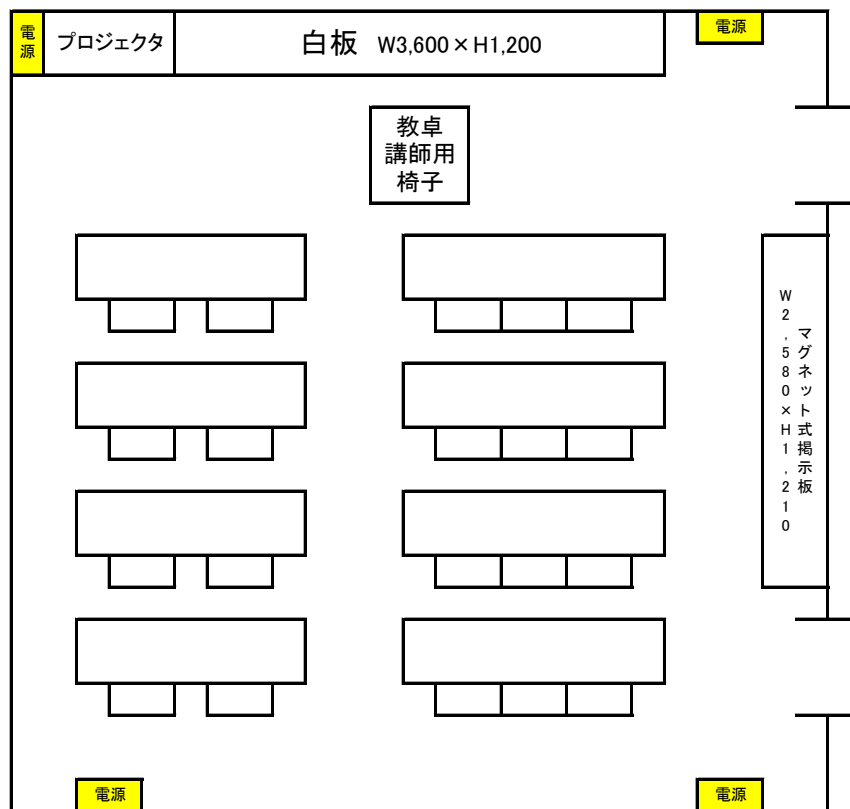 電源
プロジェクタ
白板 W3,600×H1,200
電源
教卓
講師用
椅子
マグネット式掲示板
W2,580×H1,210
電源
電源